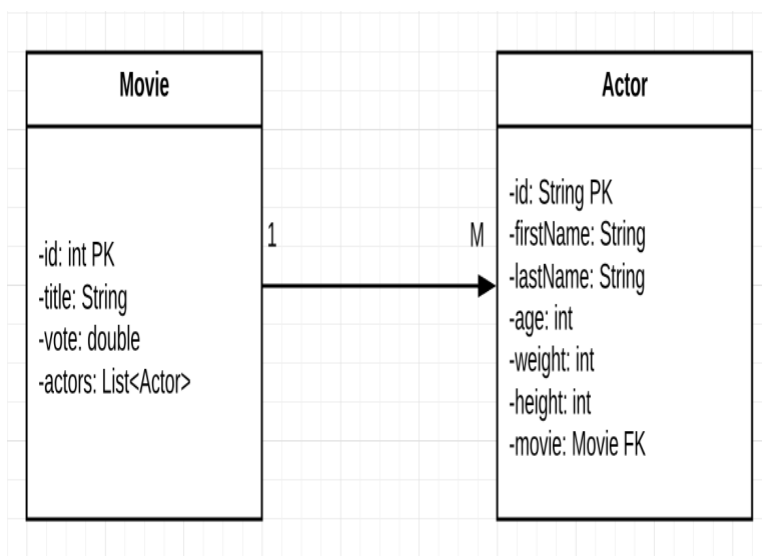 Movie
-id: int PK
-title: String
-vote: double
-actors: List<Actor>
1
M
Actor
-id: String PK
-firstName: String
-lastName: String
-age: int
-weight: int
-height: int
-movie: Movie FK